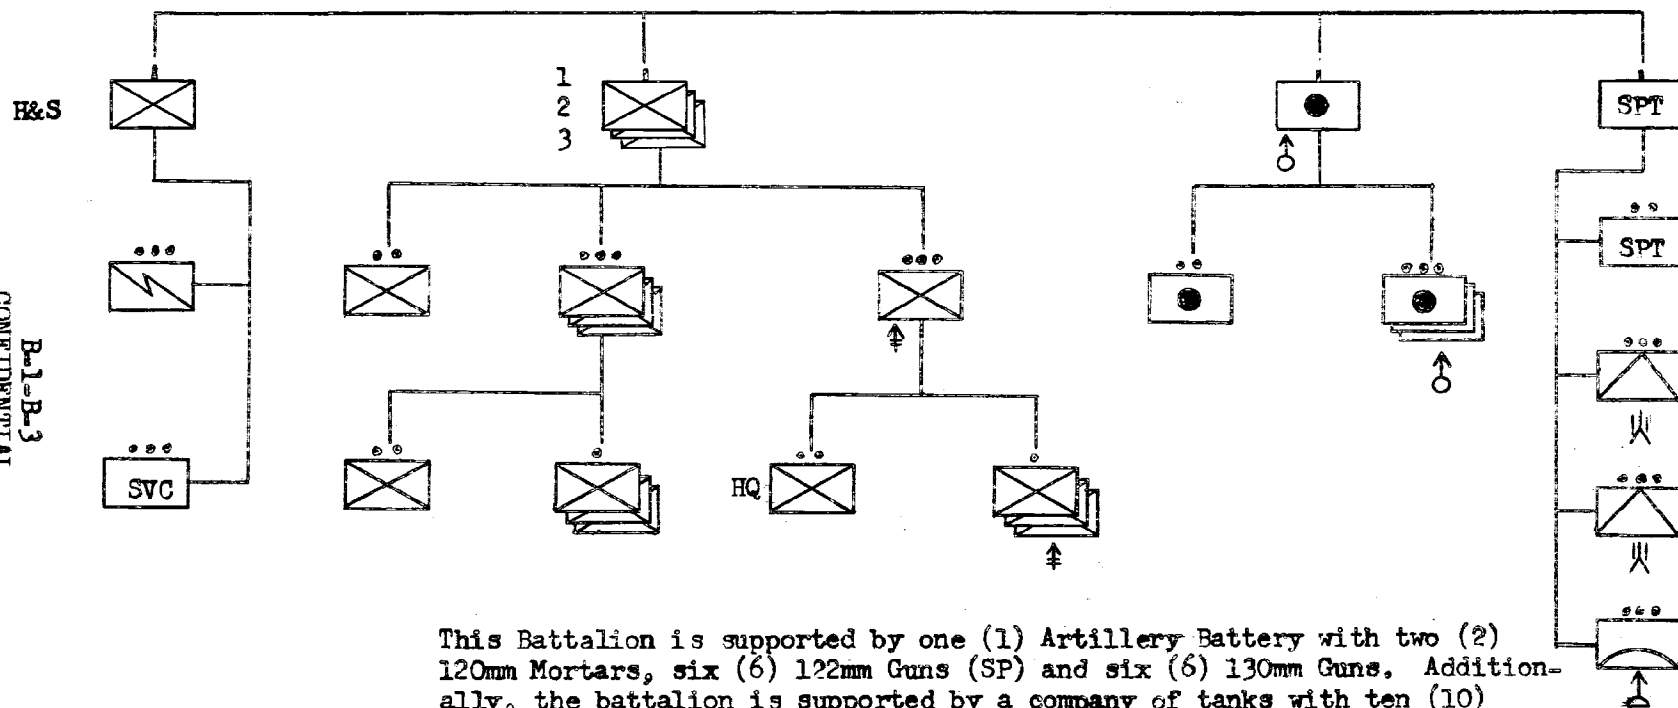 1
H&S
2
SPT
3
SPT
B-1-B-3
CONFIDENTIAL
HQ
SVC
This Battalion is supported by one (1) Artillery Battery with two (2)
120mm Mortars, six (6) 122mm Guns (SP) and six (6) 130mm Guns. Addition-
ally, the battalion is supported by a company of tanks with ten (10)